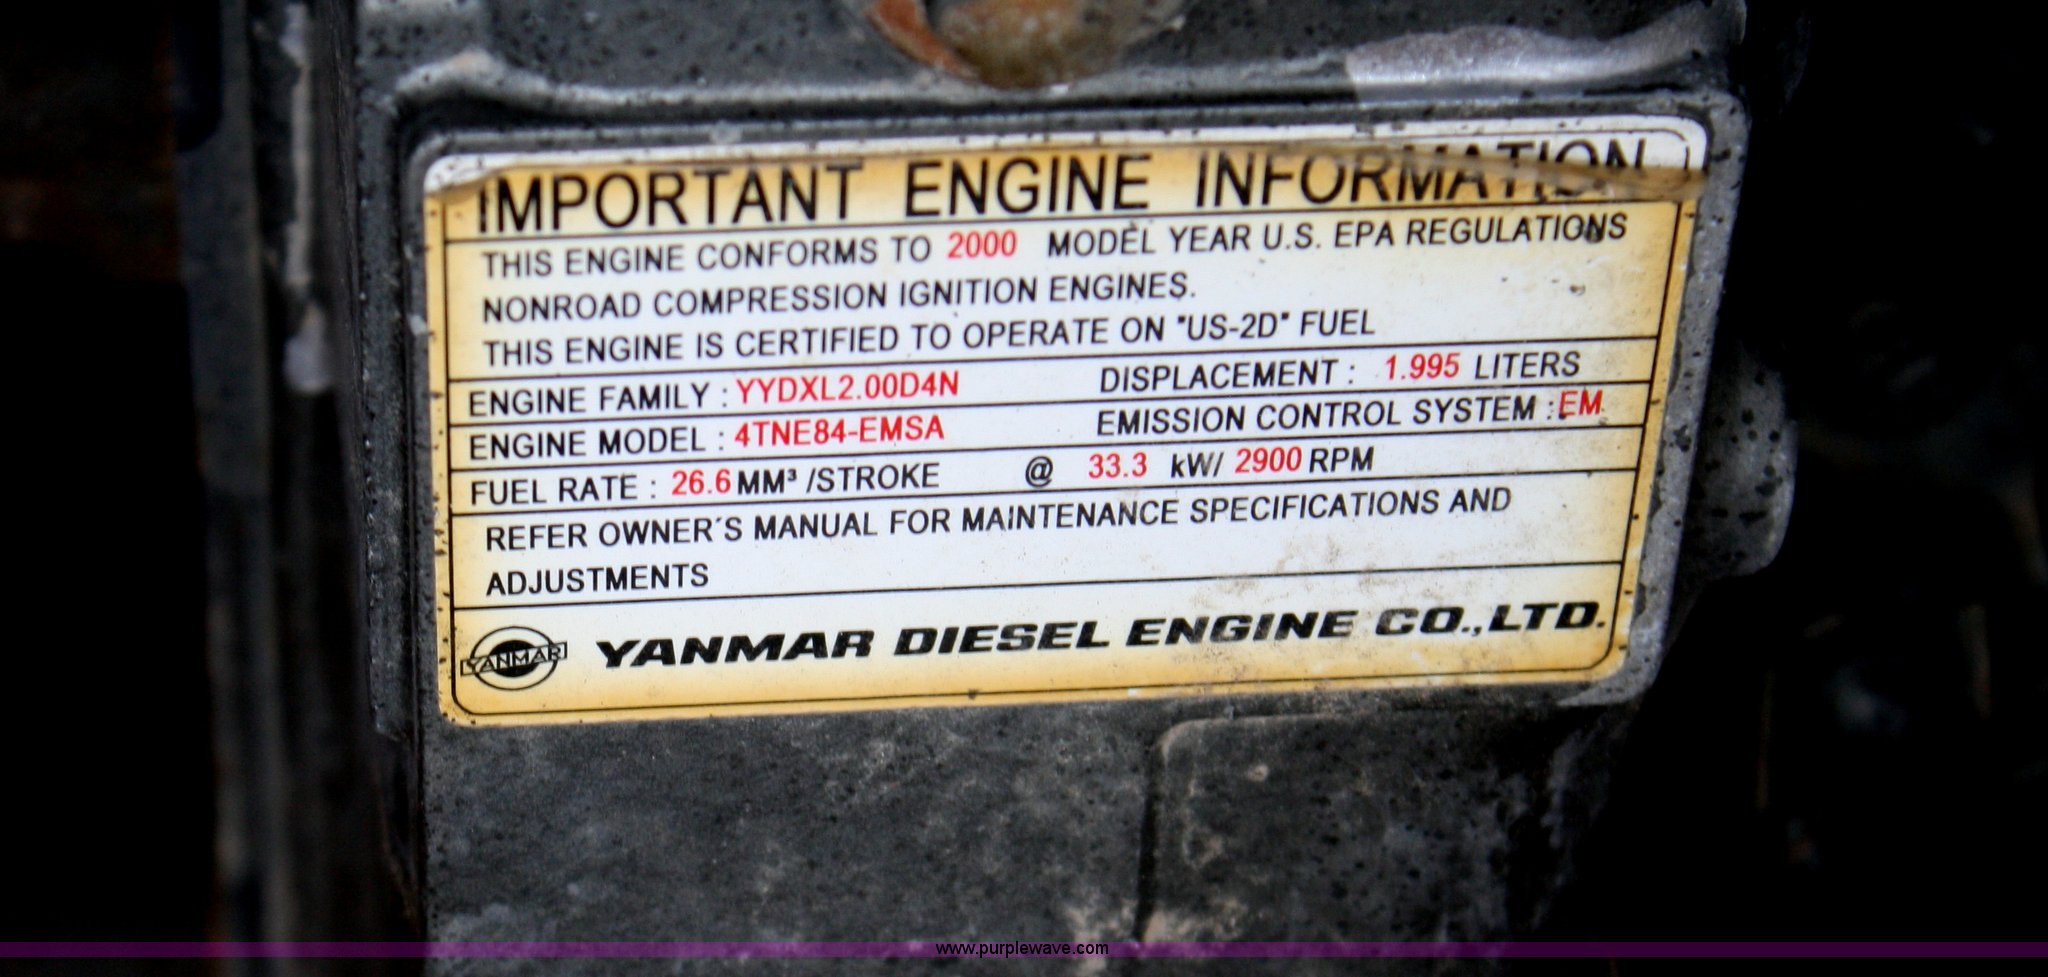 IMPORTANT ENGINE INFORMATION
THIS ENGINE CONFORMS TO 2000 MODEL YEAR U.S. EPA REGULATIONS
NONROAD COMPRESSION IGNITION ENGINES.
THIS ENGINE IS CERTIFIED TO OPERATE ON "US-2D" FUEL
ENGINE FAMILY : YYDXL2.00D4N DISPLACEMENT : 1.995 LITERS
ENGINE MODEL : 4TNE84-EMSA EMISSION CONTROL SYSTEM : EM
FUEL RATE : 26.6 MM³ /STROKE @ 33.3 kW/ 2900 RPM
REFER OWNER´S MANUAL FOR MAINTENANCE SPECIFICATIONS AND
ADJUSTMENTS
YANMAR YANMAR DIESEL ENGINE CO.,LTD.
www.purplewave.com